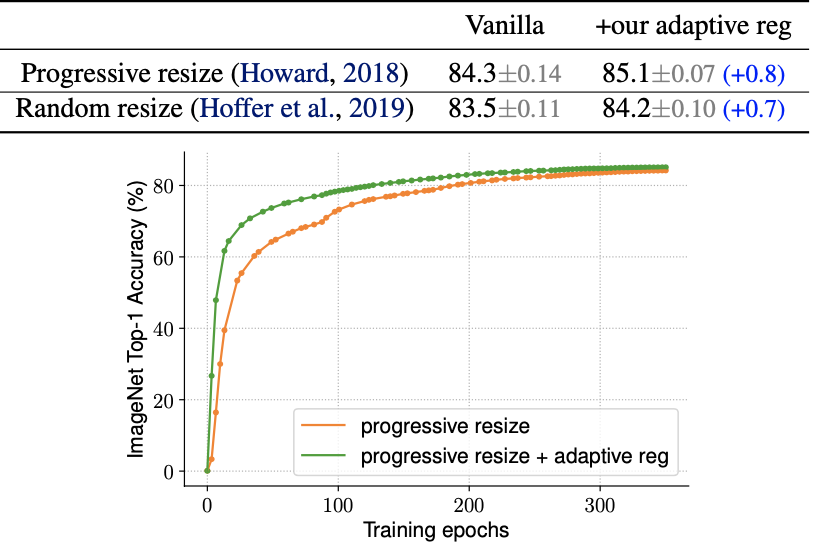 Vanilla +our adaptive reg
Progressive resize (Howard, 2018) 84.3±0.14 85.1±0.07 (+0.8)
Random resize (Hoffer et al., 2019) 83.5±0.11 84.2±0.10 (+0.7)
ImageNet Top-1 Accuracy (%)
80
60
40
20
0
progressive resize
progressive resize + adaptive reg
0 100 200 300
Training epochs